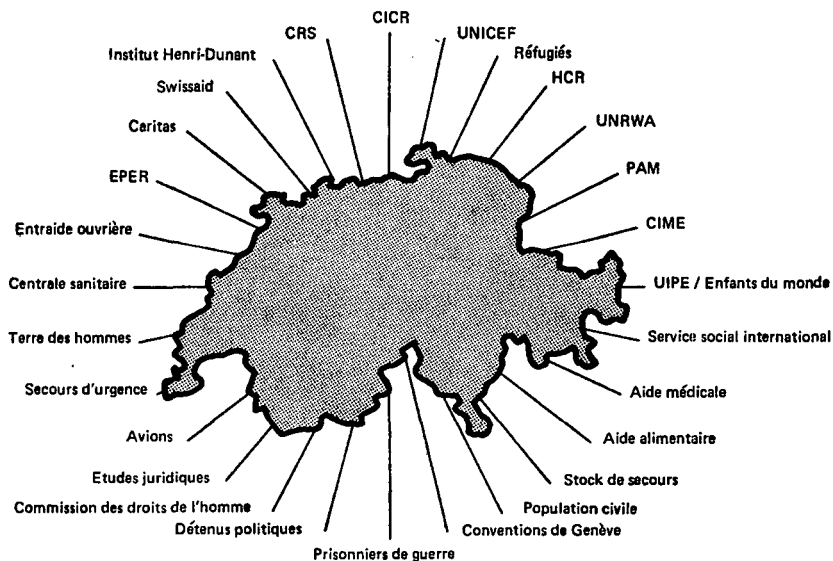 CICR
CRS
UNICEF
Institut Henri-Dunant
Réfugiés
Swissaid
HCR
Caritas
UNRWA
EPER
PAM
Entraide ouvrière
CIME
Centrale sanitaire
UIPE / Enfants du monde
Terre des hommes
Service social international
Secours d'urgence
Aide médicale
Avions
Aide alimentaire
Etudes juridiques
Stock de secours
Commission des droits de l'homme
Population civile
Détenus politiques
Conventions de Genève
Prisonniers de guerre